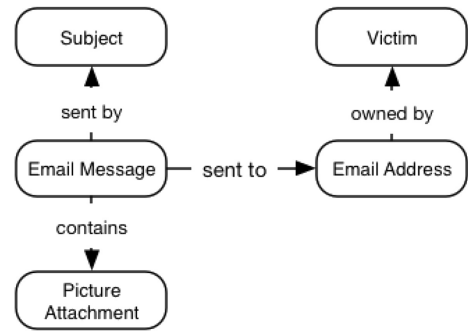 Subject
Victim
sent by
owned by
Email Message
sent to
Email Address
contains
Picture
Attachment